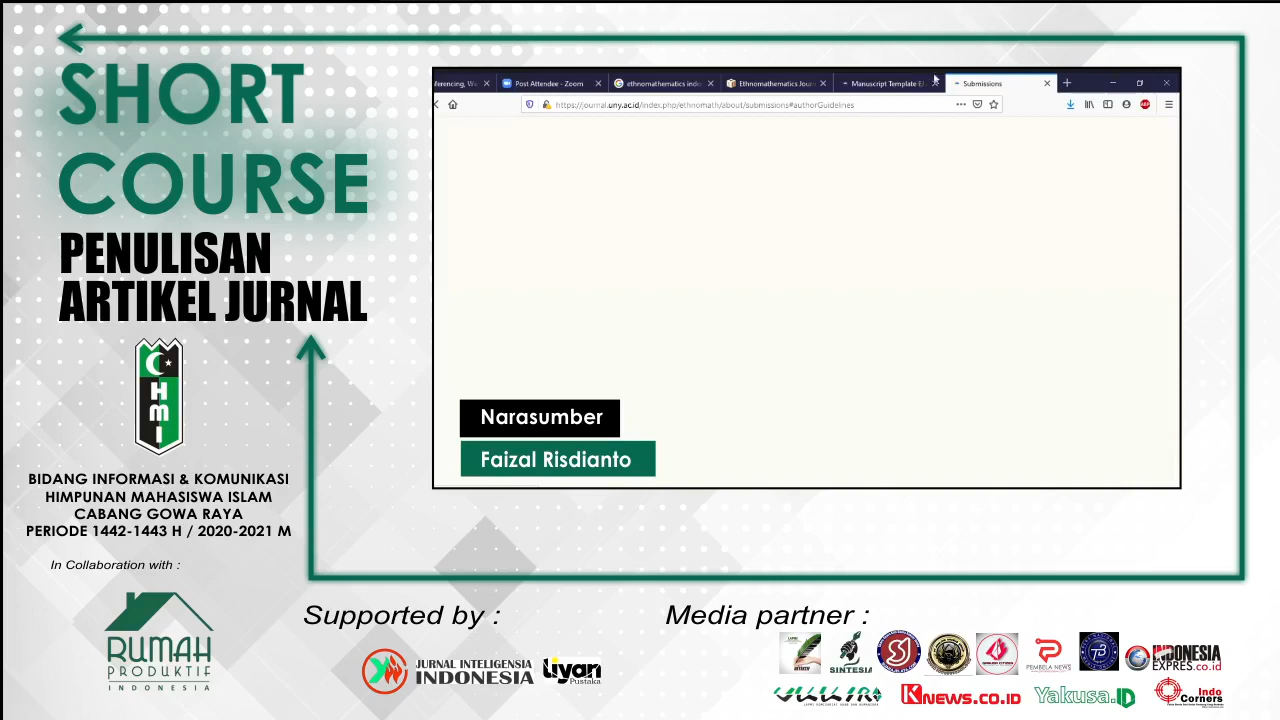 SHORT
COURSE
PENULISAN
ARTIKEL JURNAL
HMI
BIDANG INFORMASI & KOMUNIKASI
HIMPUNAN MAHASISWA ISLAM
CABANG GOWA RAYA
PERIODE 1442-1443 H / 2020-2021 M
In Collaboration with :
RUMAH
PRODUKTIF
INDONESIA
Post Attendee - Zoom
ethnomathematics indo
Ethnomathematics Jour
Manuscript Template EJ
Submissions
https://journal.uny.ac.id/index.php/ethnomath/about/submissions#authorGuidelines
Narasumber
Faizal Risdianto
Supported by :
JURNAL INTELIGENSIA
INDONESIA
Liyan
Pustaka
Media partner :
SINTESIA
PEMBELA NEWS
INDONESIA
EXPRES.co.id
KNEWS.CO.ID
Yakusa.ID
Indo
Corners